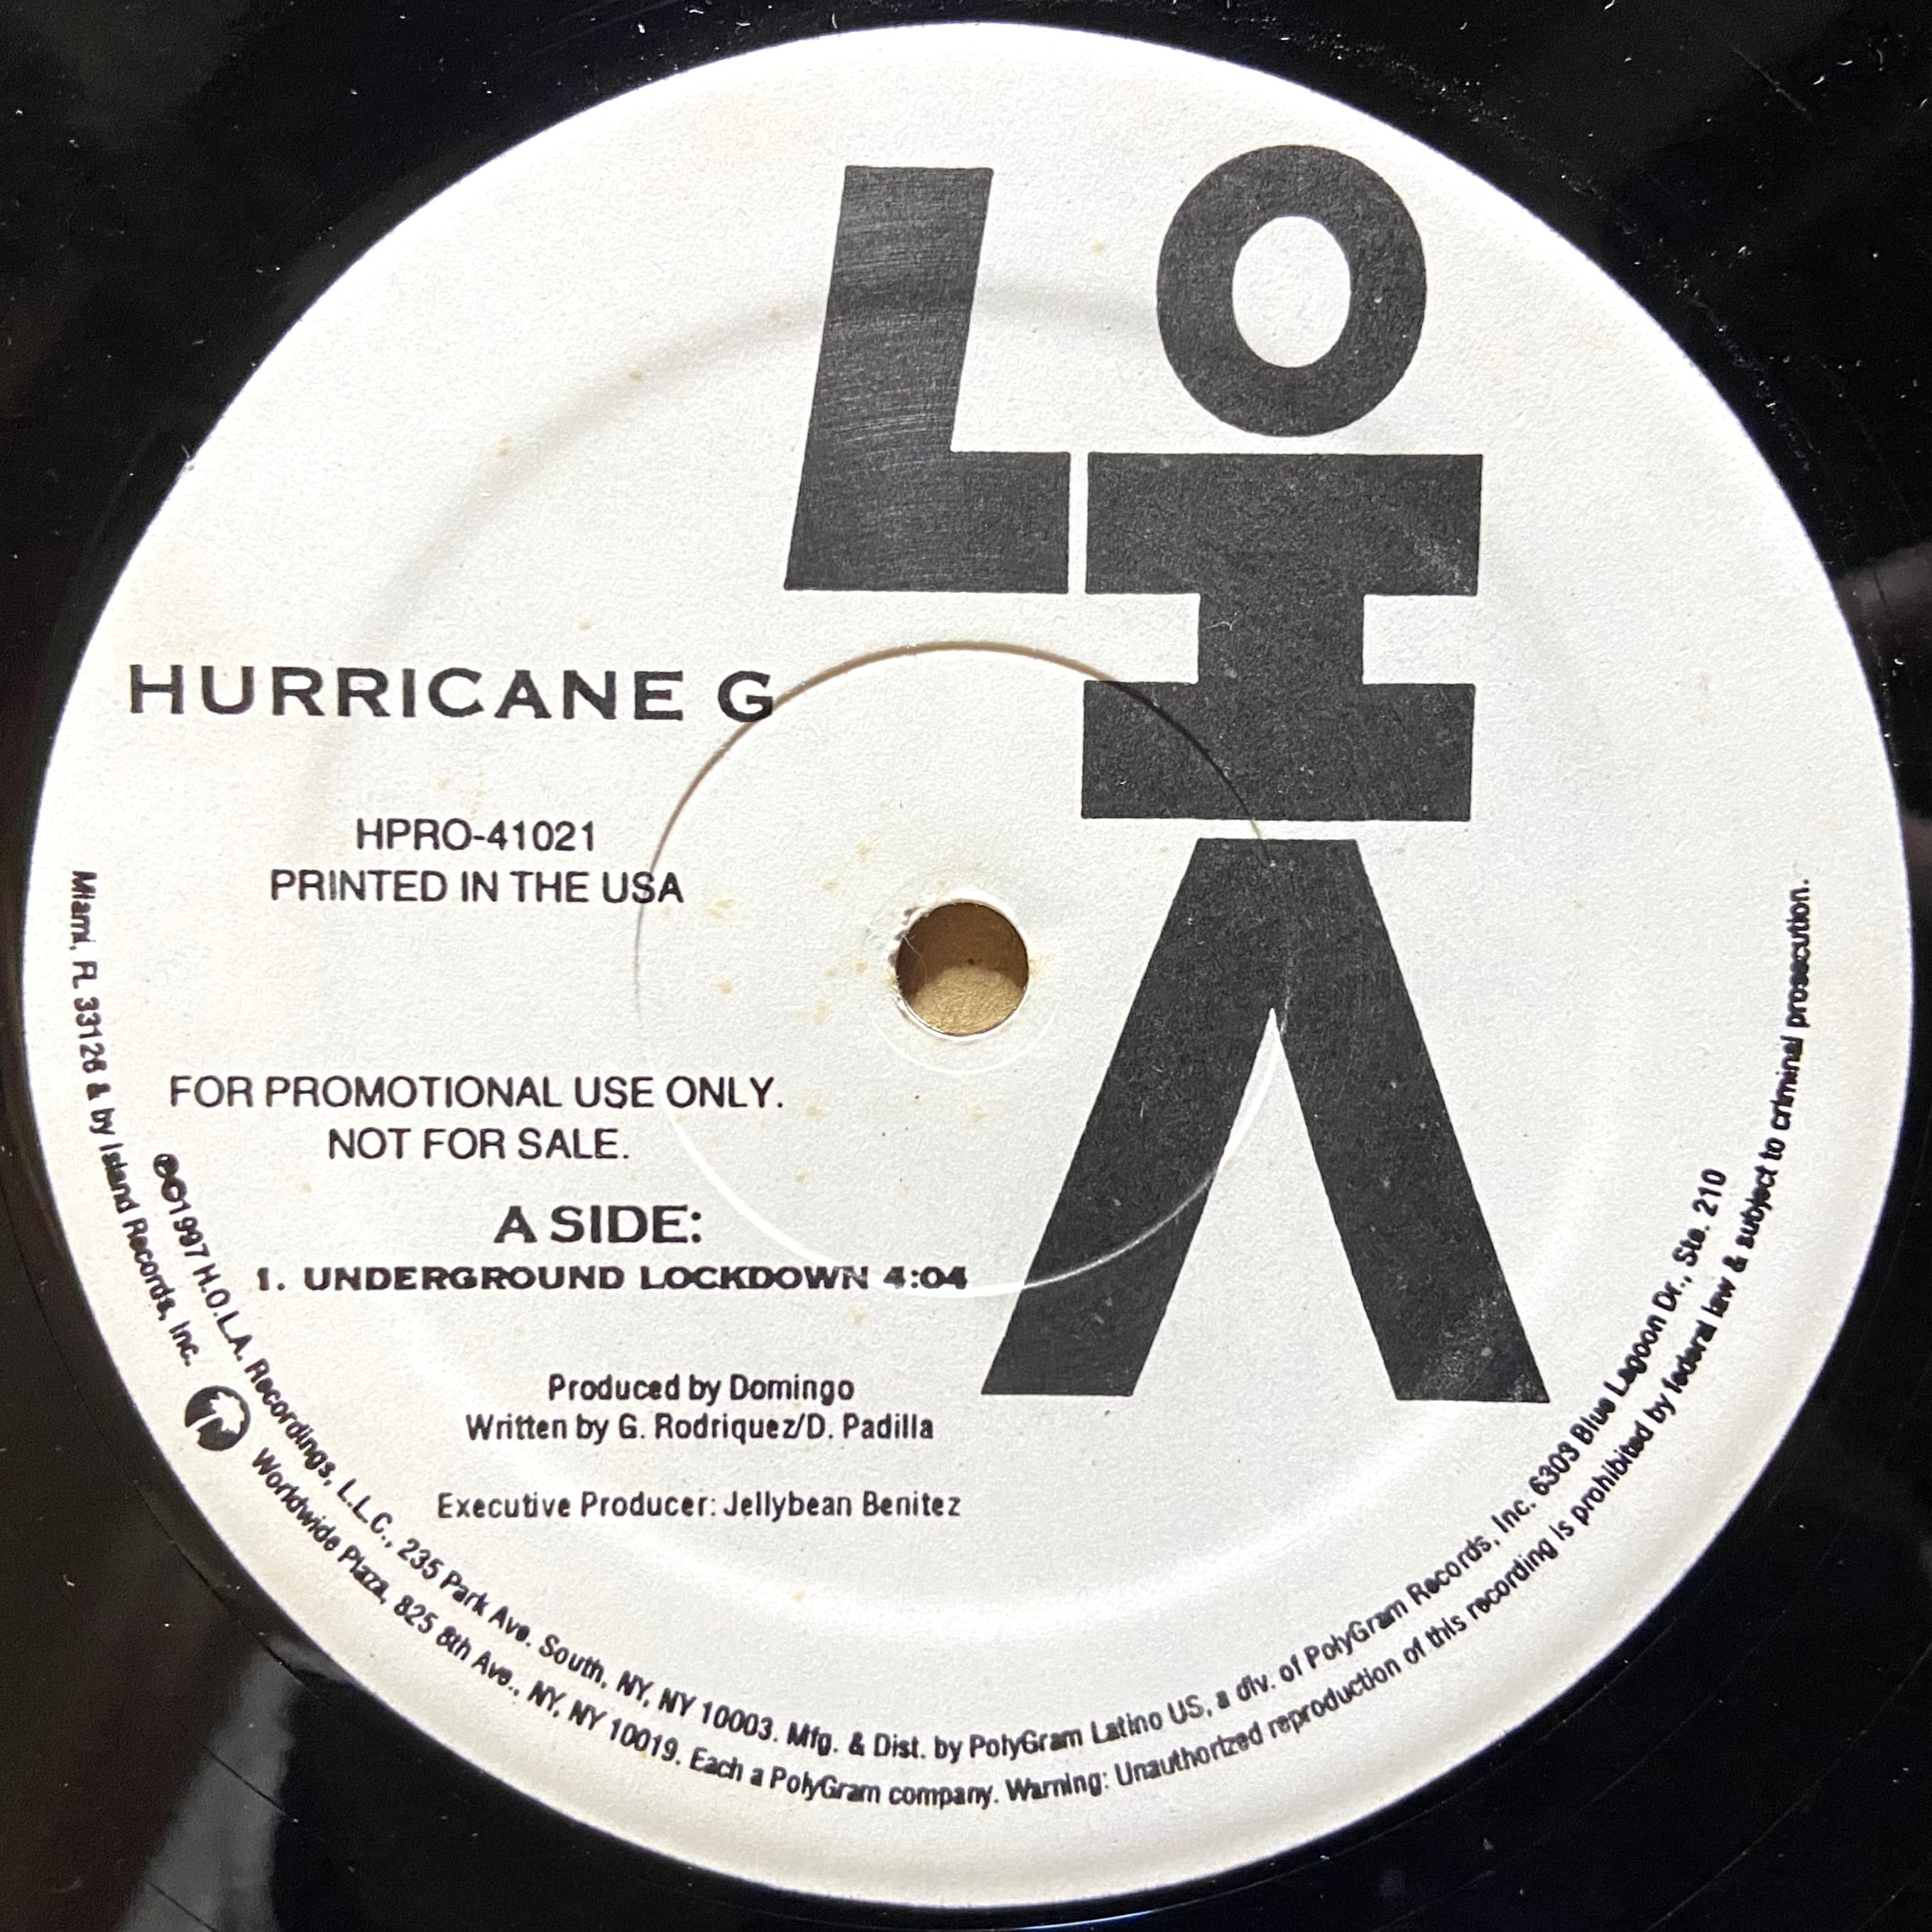 L O
H
A
HURRICANE G
HPRO-41021
PRINTED IN THE USA
FOR PROMOTIONAL USE ONLY.
NOT FOR SALE.
A SIDE:
1. UNDERGROUND LOCKDOWN 4:04
Produced by Domingo
Written by G. Rodriquez/D. Padilla
Executive Producer: Jellybean Benitez
℗©1997 H.O.L.A. Recordings, L.L.C., 235 Park Ave. South, NY, NY 10003. Mfg. & Dist. by PolyGram Latino US, a div. of PolyGram Records, Inc. 6303 Blue Lagoon Dr., Ste. 210
Miami, FL 33126 & by Island Records, Inc. Worldwide Plaza, 825 8th Ave., NY, NY 10019. Each a PolyGram company. Warning: Unauthorized reproduction of this recording is prohibited by federal law & subject to criminal prosecution.